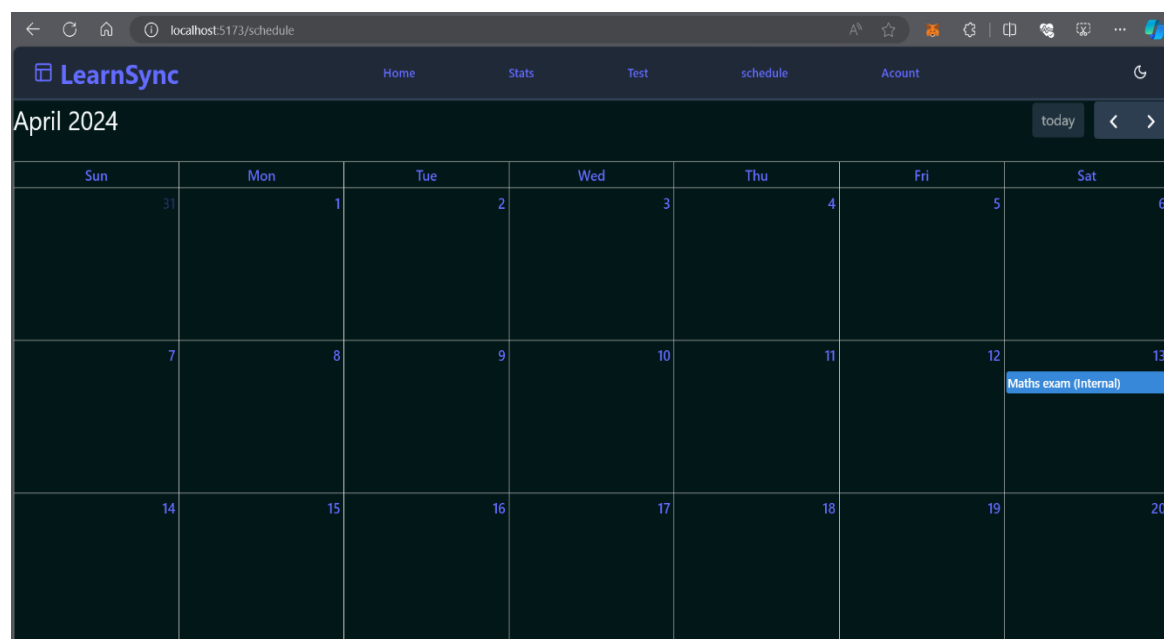 localhost:5173/schedule
LearnSync Home Stats Test schedule Acount
April 2024 today
Sun Mon Tue Wed Thu Fri Sat
31 1 2 3 4 5 6
7 8 9 10 11 12 13
Maths exam (Internal)
14 15 16 17 18 19 20